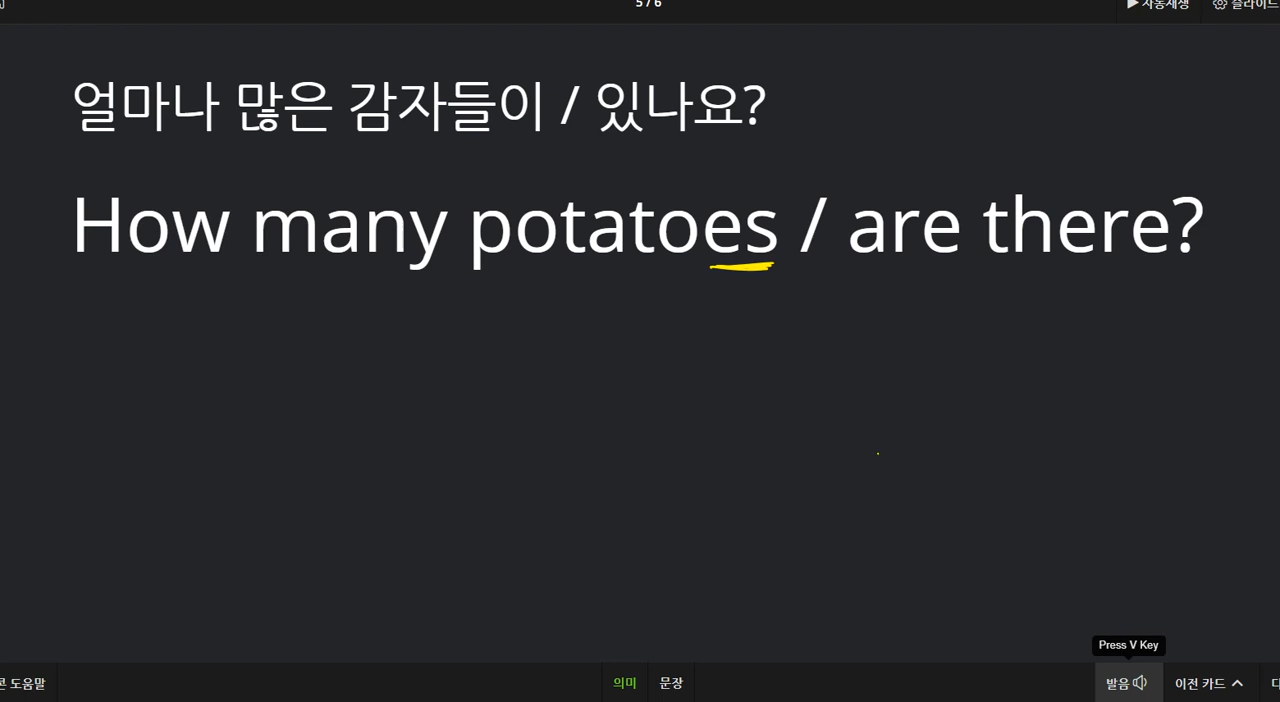 5 / 6
▶ 자동재생
슬라이드
얼마나 많은 감자들이 / 있나요?
How many potatoes / are there?
Press V Key
도움말
의미
문장
발음
이전 카드